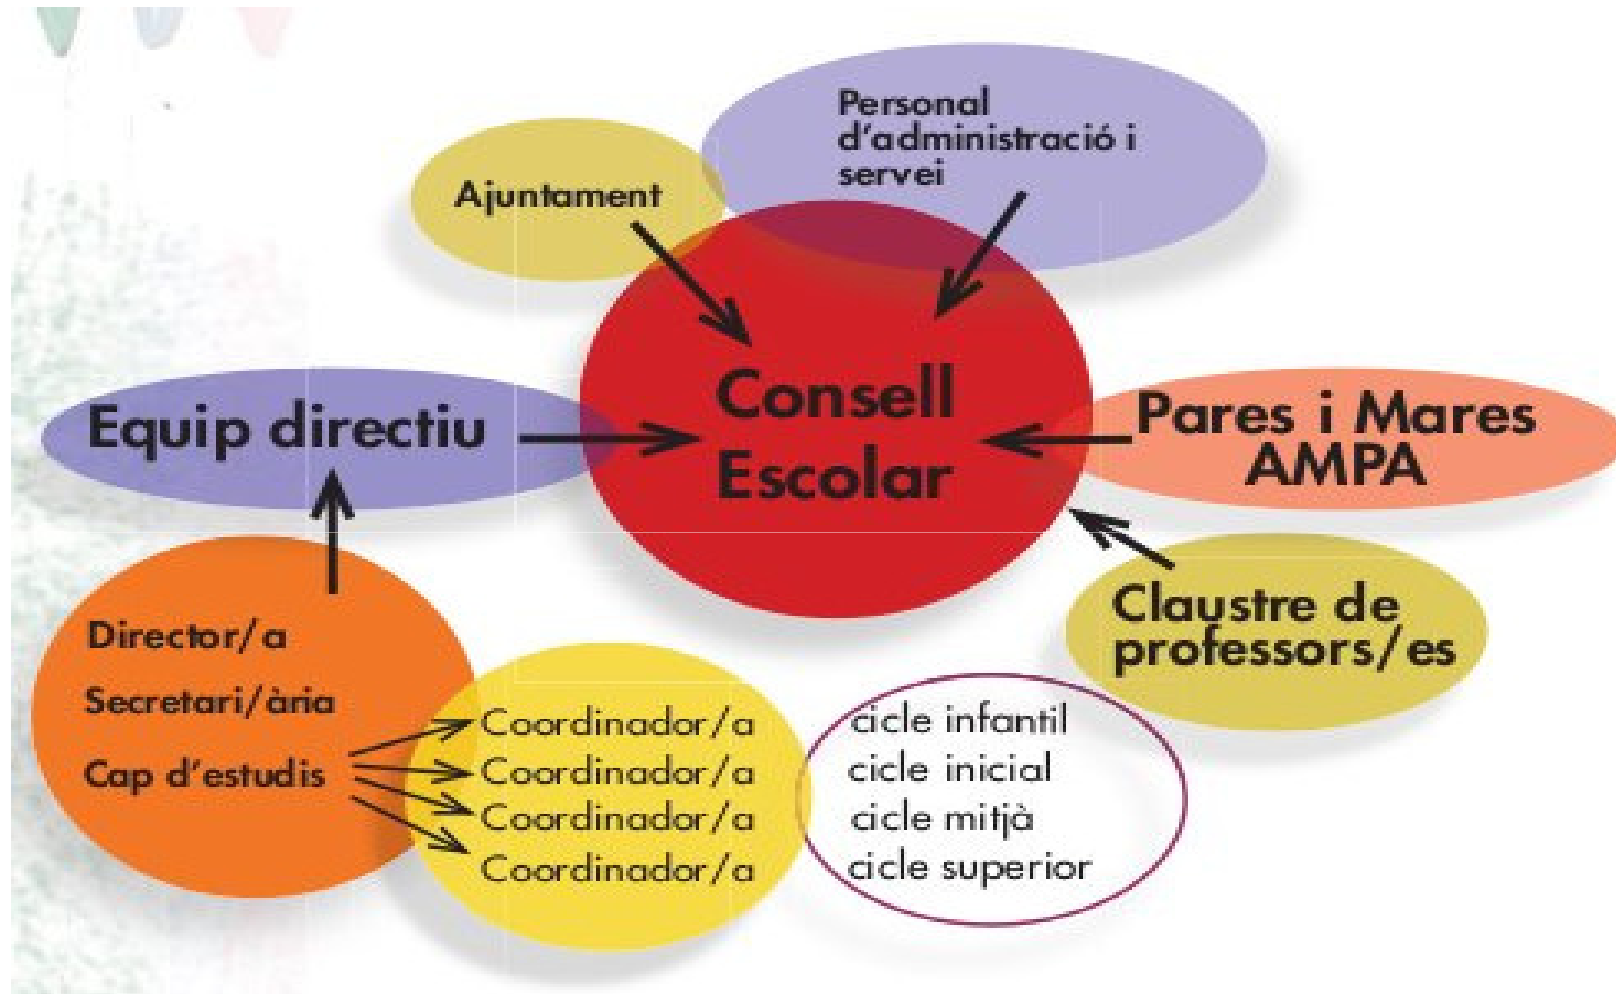 Personal
d'administració i
servei
Ajuntament
Consell
Escolar
Equip directiu
Pares i Mares
AMPA
Claustre de
professors/es
Director/a
Secretari/ària
Cap d'estudis
Coordinador/a cicle infantil
Coordinador/a cicle inicial
Coordinador/a cicle mitjà
Coordinador/a cicle superior